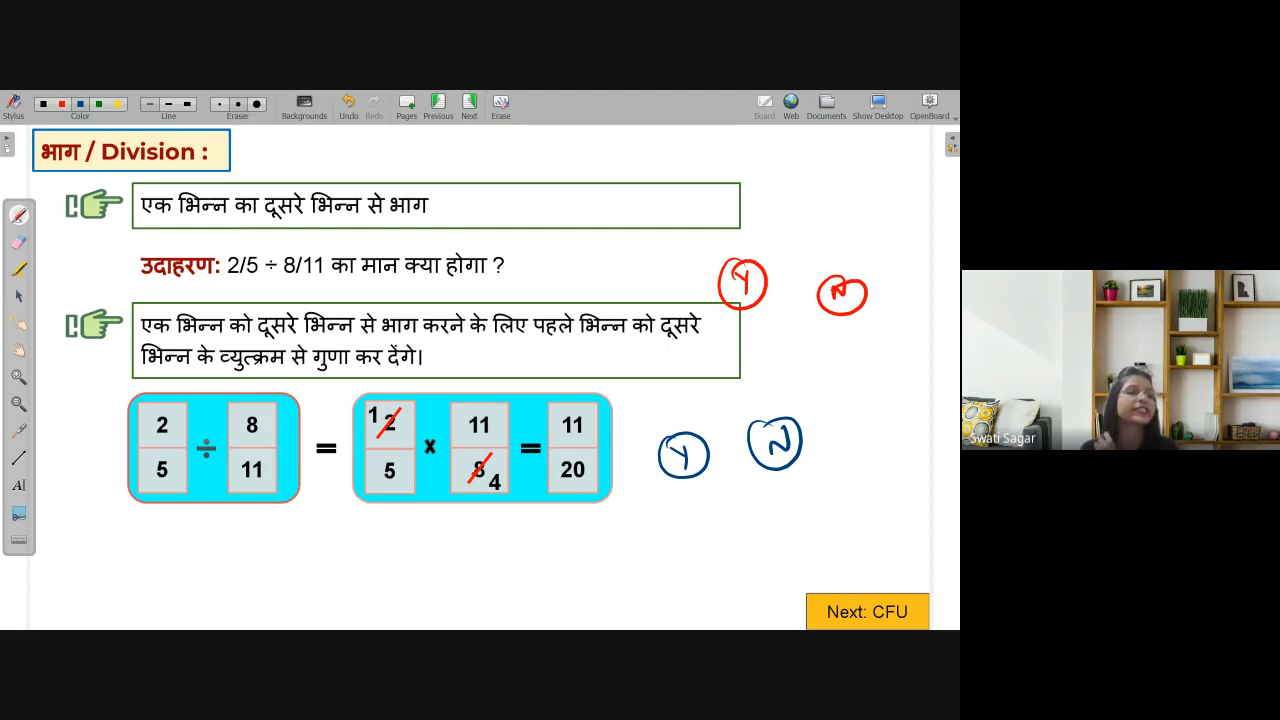 Stylus
Color
Line
Eraser
Backgrounds
Undo
Redo
Pages
Previous
Next
Erase
Board
Web
Documents
Show Desktop
OpenBoard
भाग / Division :
एक भिन्न का दूसरे भिन्न से भाग
उदाहरण: 2/5 ÷ 8/11 का मान क्या होगा ?
Y N
एक भिन्न को दूसरे भिन्न से भाग करने के लिए पहले भिन्न को दूसरे
भिन्न के व्युत्क्रम से गुणा कर देंगे।
2 ÷ 8 = 1 2 x 11 = 11
5 11 5 8 4 20
Y N
Swati Sagar
Next: CFU